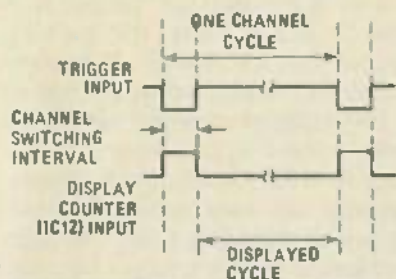 ONE CHANNEL
CYCLE
TRIGGER
INPUT
CHANNEL
SWITCHING
INTERVAL
DISPLAY
COUNTER
(IC12) INPUT
DISPLAYED
CYCLE